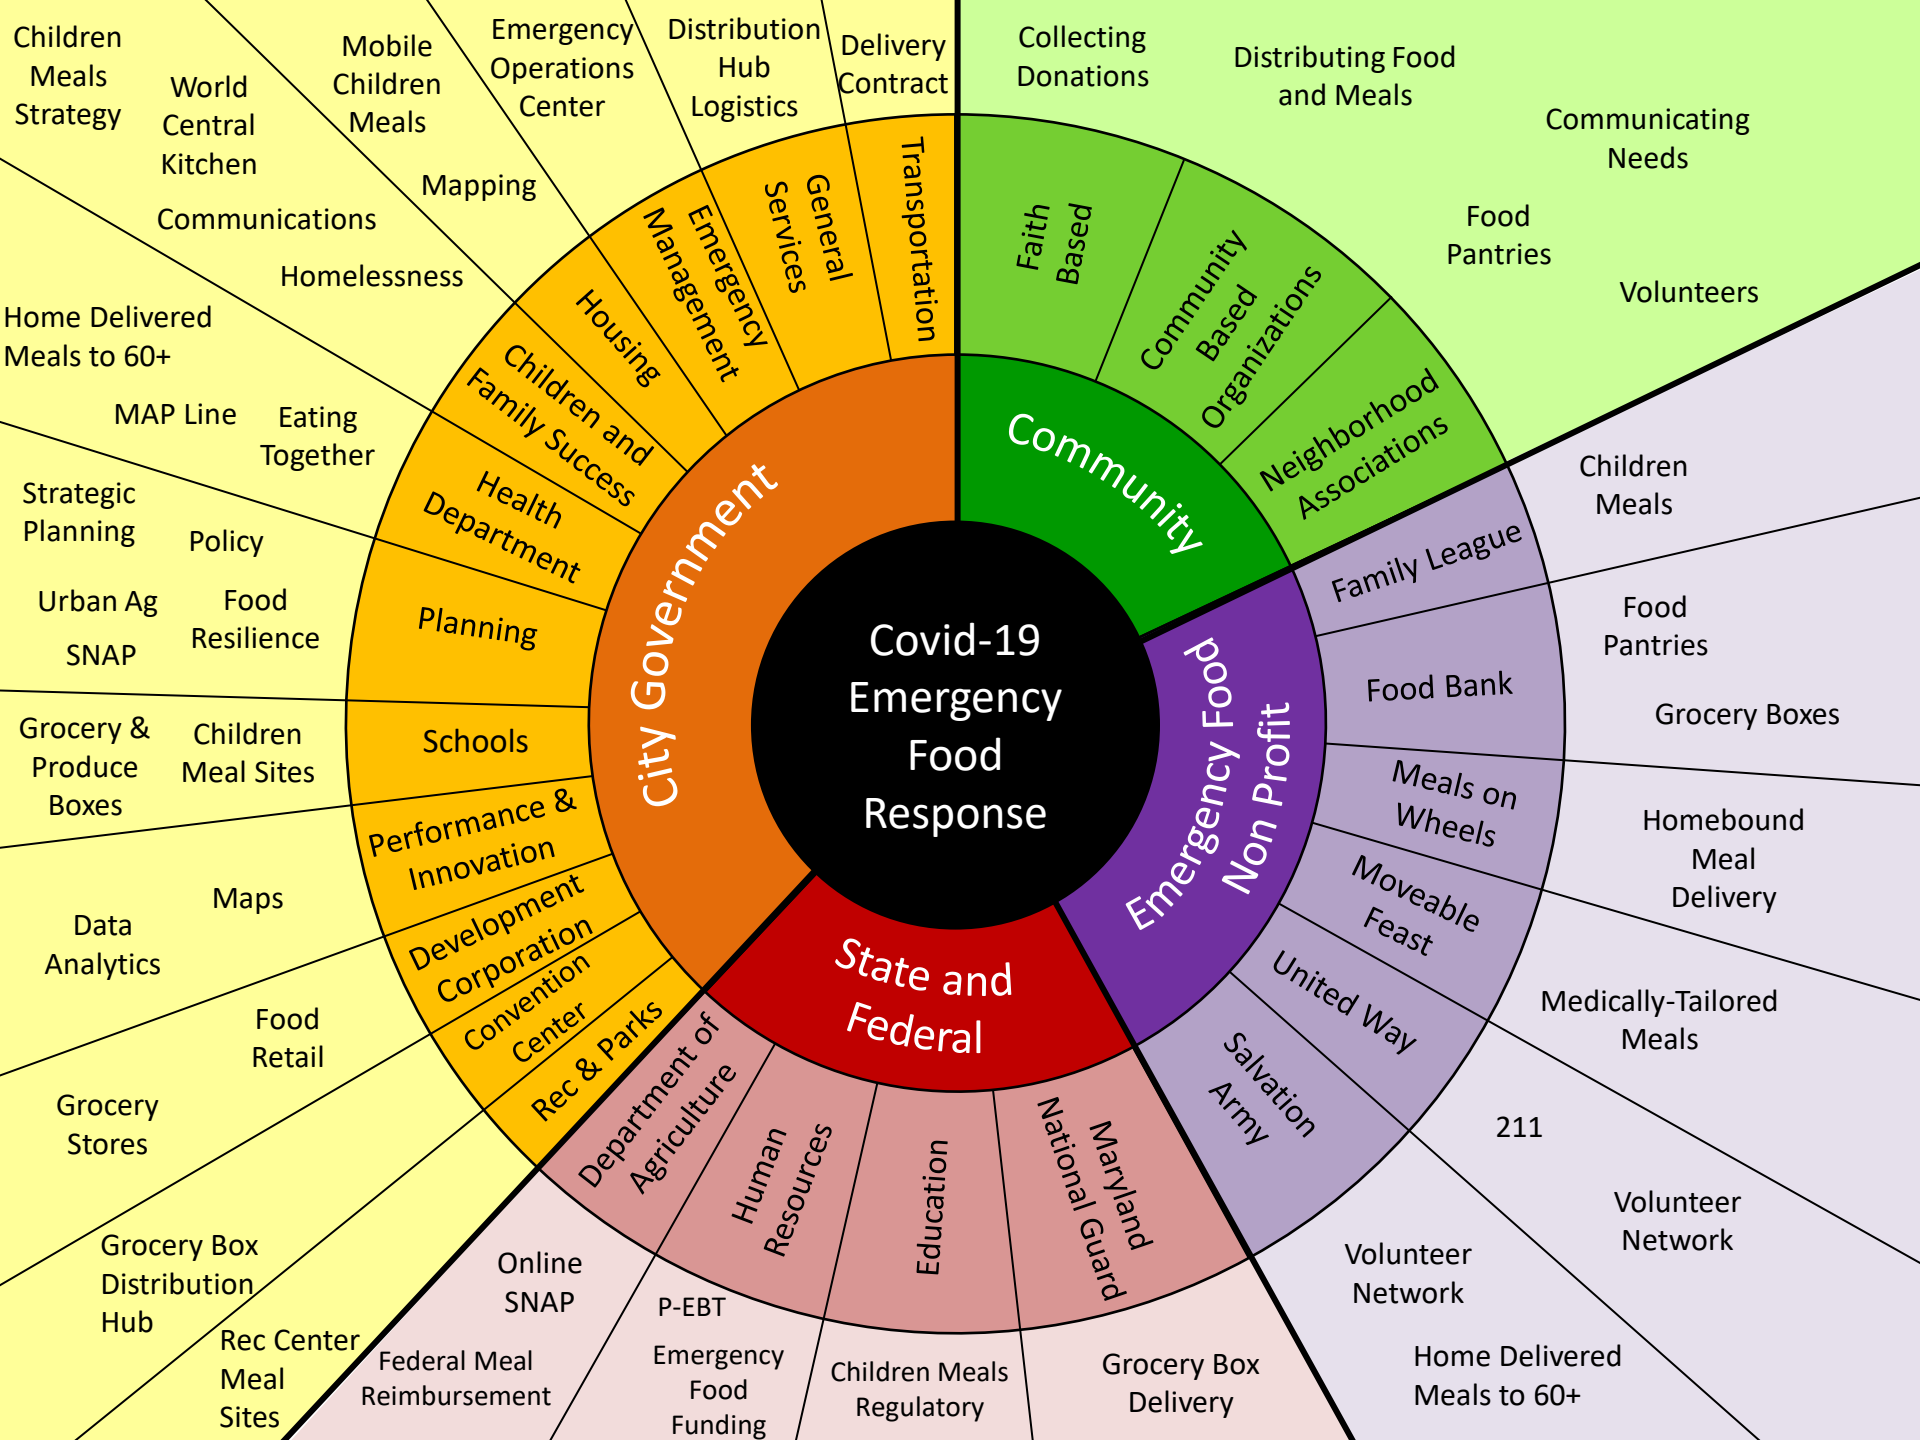 Covid-19
Emergency
Food
Response
Community
Faith
Based
Community
Based
Organizations
Neighborhood
Associations
Collecting
Donations
Distributing Food
and Meals
Communicating
Needs
Food
Pantries
Volunteers
Emergency Food
Non Profit
Family League
Children
Meals
Food Bank
Food
Pantries
Grocery Boxes
Meals on
Wheels
Homebound
Meal
Delivery
Moveable
Feast
Medically-Tailored
Meals
United Way
211
Volunteer
Network
Salvation
Army
Volunteer
Network
Home Delivered
Meals to 60+
State and
Federal
Maryland
National Guard
Grocery Box
Delivery
Education
Children Meals
Regulatory
Human
Resources
P-EBT
Emergency
Food
Funding
Department of
Agriculture
Online
SNAP
Federal Meal
Reimbursement
City Government
Rec & Parks
Rec Center
Meal
Sites
Convention
Center
Grocery Box
Distribution
Hub
Development
Corporation
Food
Retail
Grocery
Stores
Performance &
Innovation
Maps
Data
Analytics
Schools
Grocery &
Produce
Boxes
Children
Meal Sites
Planning
Strategic
Planning
Policy
Urban Ag
Food
Resilience
SNAP
Health
Department
Home Delivered
Meals to 60+
MAP Line
Eating
Together
Children and
Family Success
Children
Meals
Strategy
World
Central
Kitchen
Communications
Homelessness
Housing
Mobile
Children
Meals
Mapping
Emergency
Management
Emergency
Operations
Center
General
Services
Distribution
Hub
Logistics
Transportation
Delivery
Contract